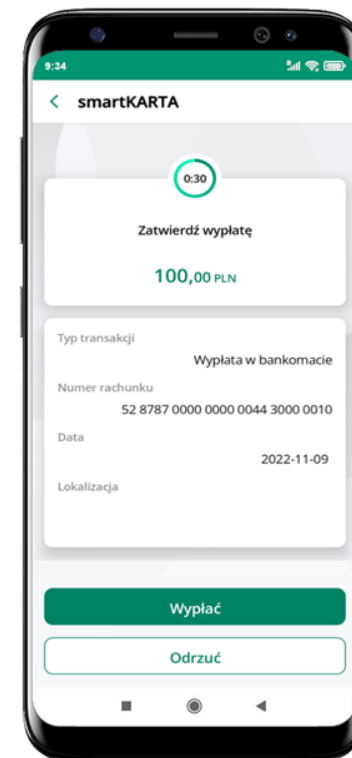 9:34
smartKARTA
0:30
Zatwierdź wypłatę
100,00 PLN
Typ transakcji
Wypłata w bankomacie
Numer rachunku
52 8787 0000 0000 0044 3000 0010
Data
2022-11-09
Lokalizacja
Wypłać
Odrzuć